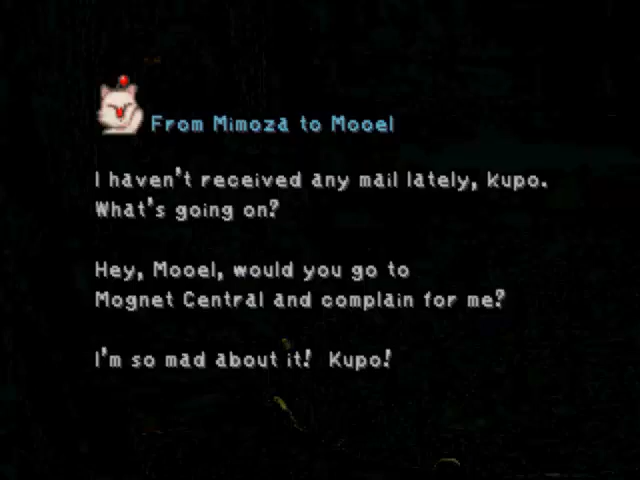 From Mimoza to Mooel
I haven't received any mail lately, kupo.
What's going on?
Hey, Mooel, would you go to
Mognet Central and complain for me?
I'm so mad about it!  Kupo!